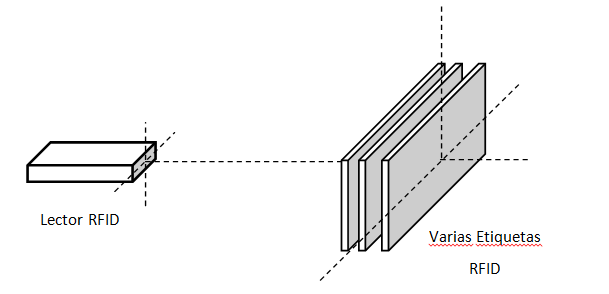 Lector RFID
Varias Etiquetas
RFID